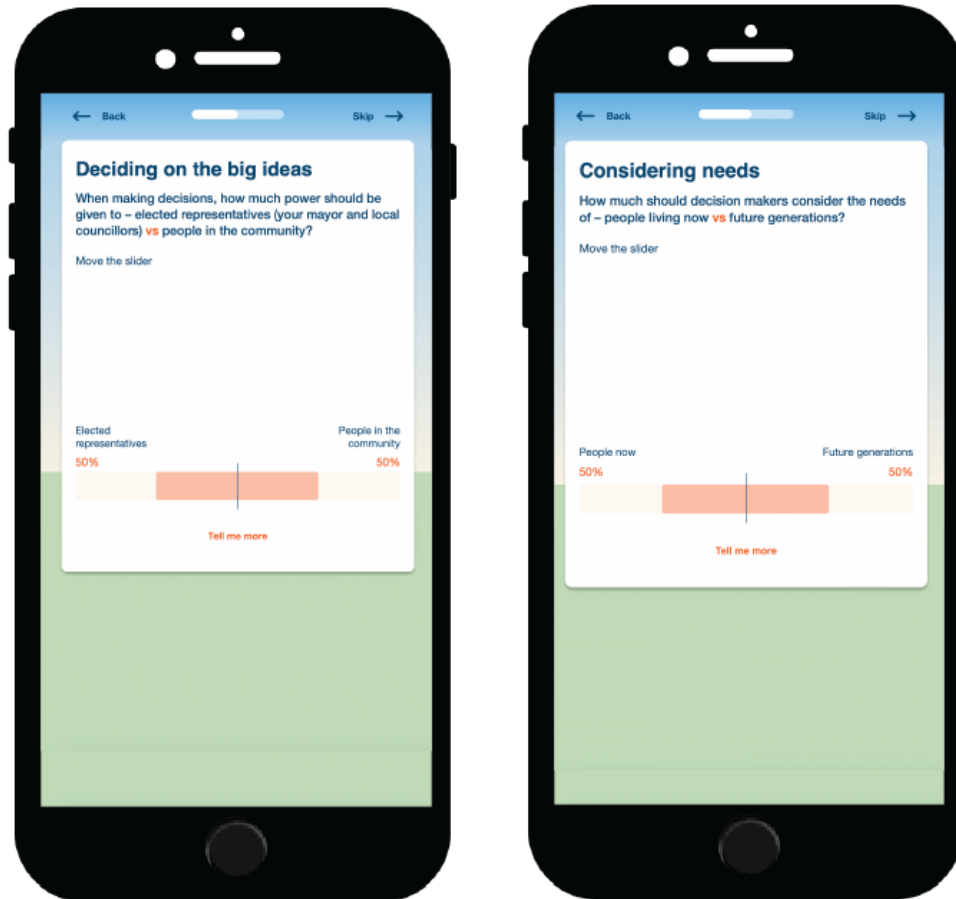 Back
Skip
Deciding on the big ideas
When making decisions, how much power should be
given to – elected representatives (your mayor and local
councillors) vs people in the community?
Move the slider
Elected
representatives
People in the
community
50%
50%
Tell me more
Back
Skip
Considering needs
How much should decision makers consider the needs
of – people living now vs future generations?
Move the slider
People now
Future generations
50%
50%
Tell me more